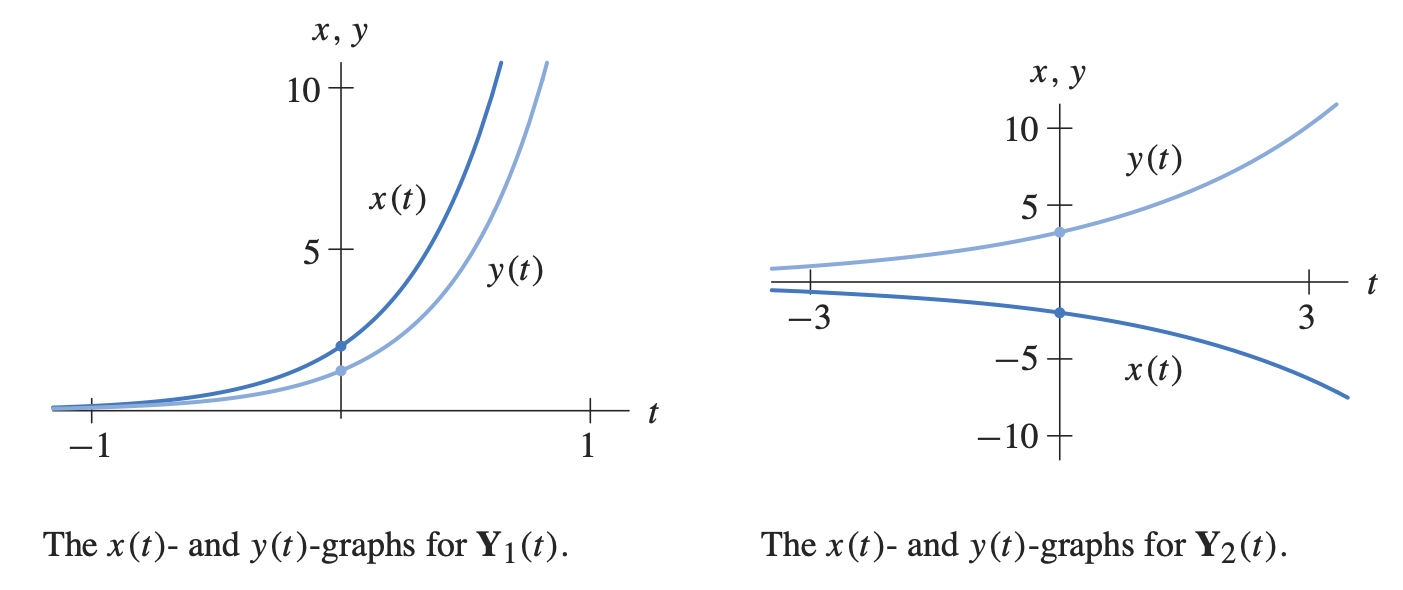 x, y
10
x(t)
5
y(t)
−1
1
t
The x(t)- and y(t)-graphs for Y₁(t).
x, y
10
y(t)
5
t
−3
3
−5
x(t)
−10
The x(t)- and y(t)-graphs for Y₂(t).